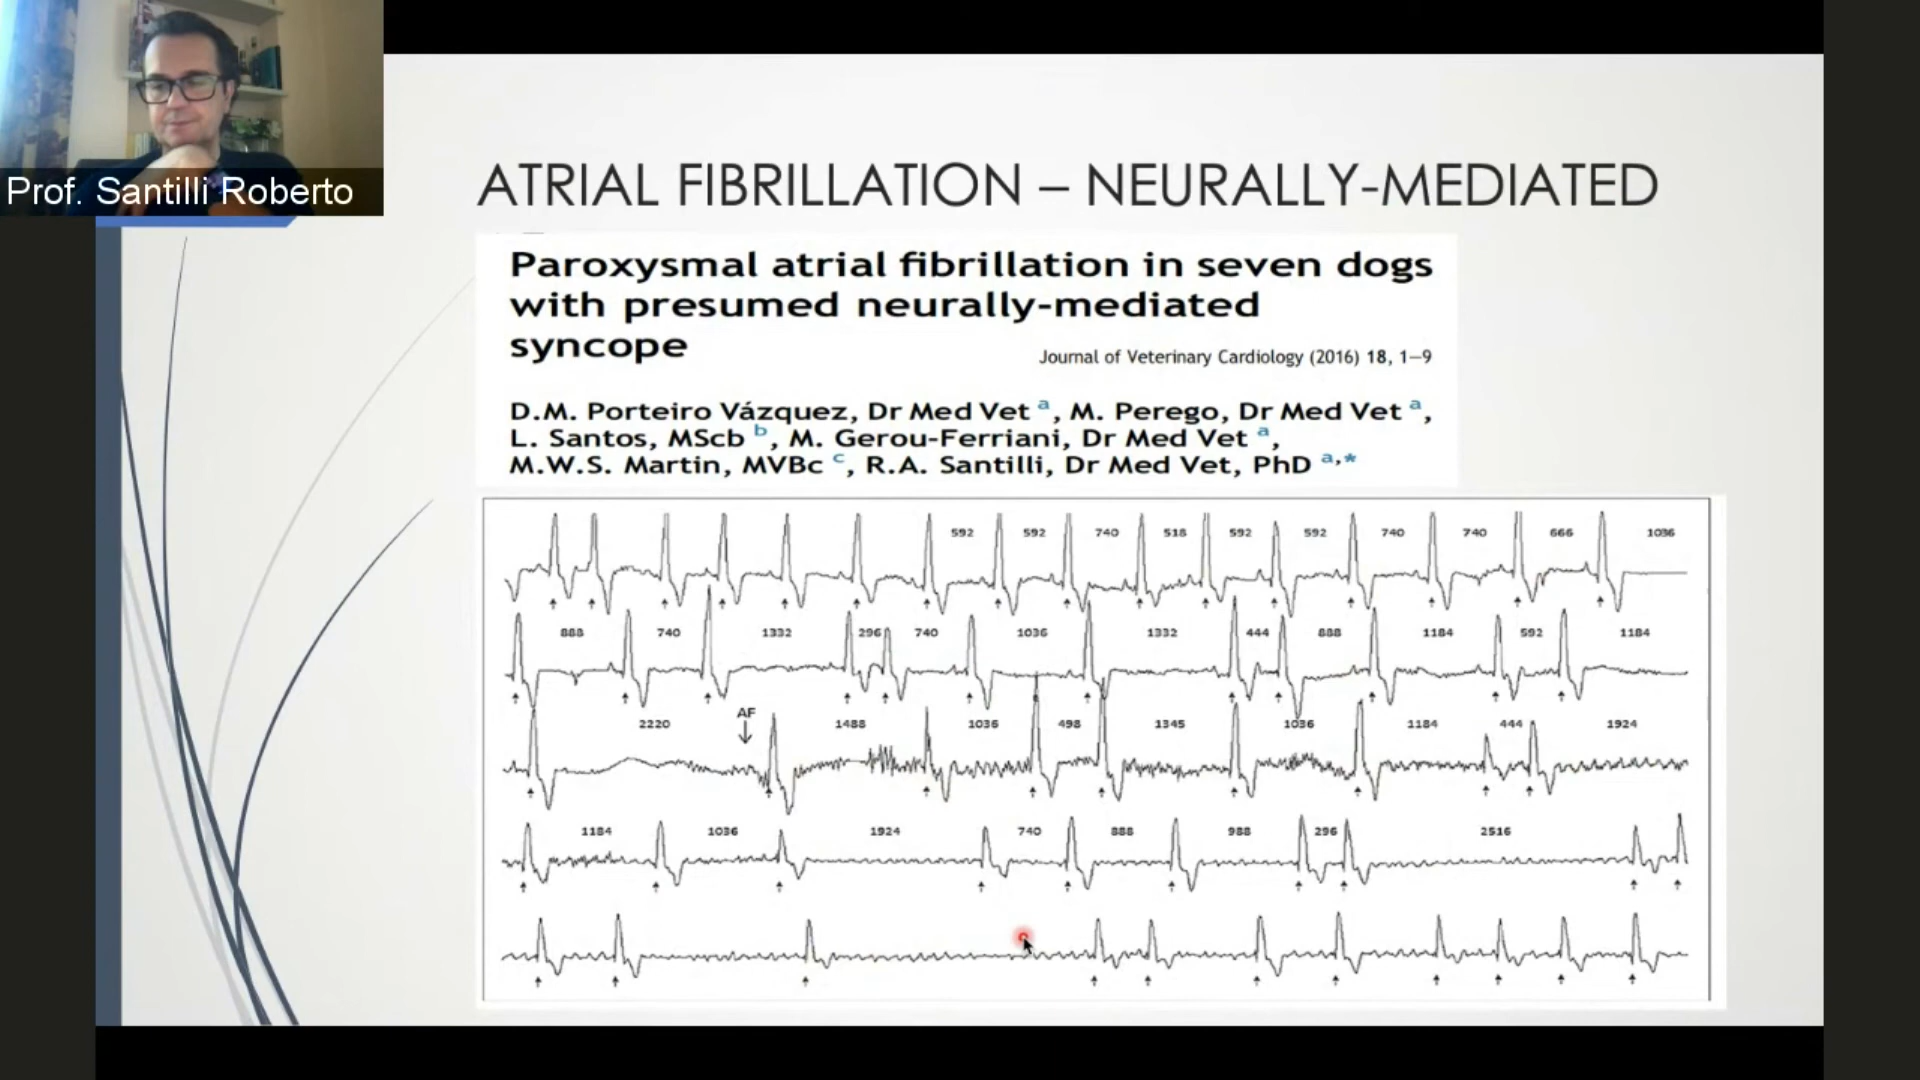 Prof. Santilli Roberto
ATRIAL FIBRILLATION – NEURALLY-MEDIATED
Paroxysmal atrial fibrillation in seven dogs
with presumed neurally-mediated
syncope
Journal of Veterinary Cardiology (2016) 18, 1–9
D.M. Porteiro Vázquez, Dr Med Vet a, M. Perego, Dr Med Vet a,
L. Santos, MScb b, M. Gerou-Ferriani, Dr Med Vet a,
M.W.S. Martin, MVBc c, R.A. Santilli, Dr Med Vet, PhD a,*
592 592 740 518 592 592 740 740 666 1036
888 740 1332 296 740 1036 1332 444 888 1184 592 1184
AF
2220 1488 1036 498 1345 1036 1184 444 1924
1184 1036 1924 740 888 988 296 2516